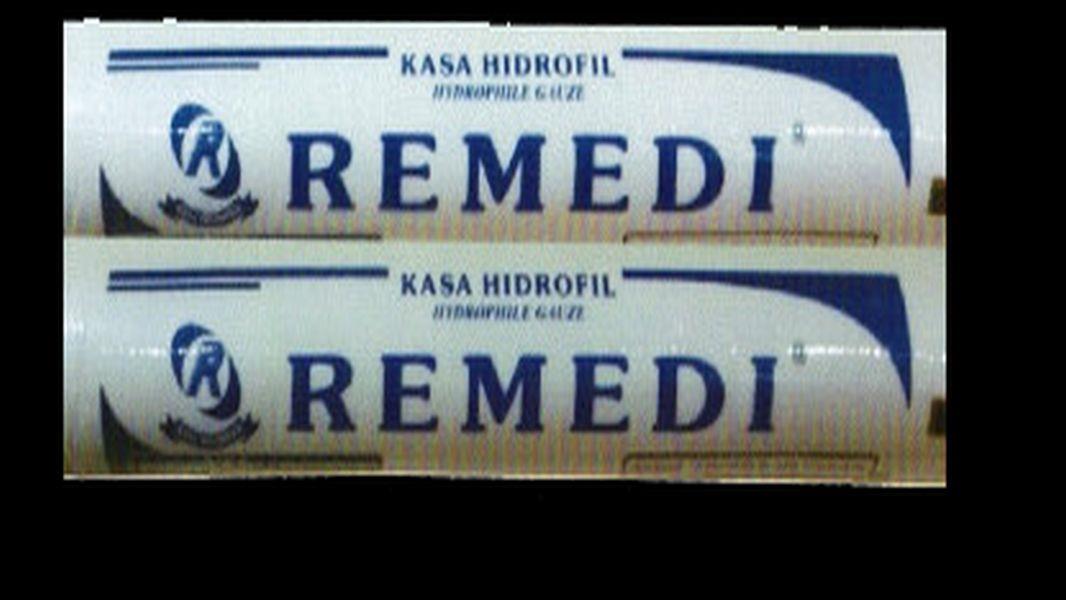 KASA HIDROFIL
HYDROPHILE GAUZE
R
REMEDI
KASA HIDROFIL
HYDROPHILE GAUZE
R
REMEDI